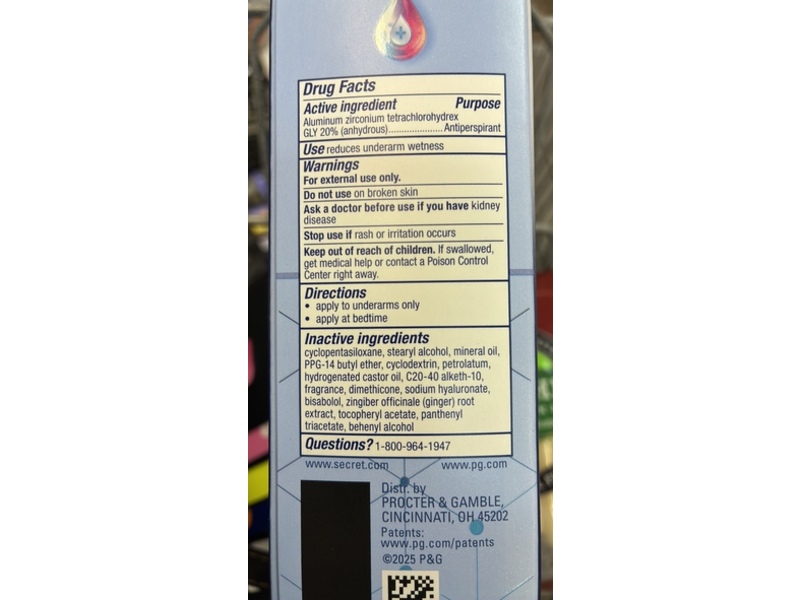 Drug Facts
Active ingredient Purpose
Aluminum zirconium tetrachlorohydrex
GLY 20% (anhydrous)......................Antiperspirant
Use reduces underarm wetness
Warnings
For external use only.
Do not use on broken skin
Ask a doctor before use if you have kidney
disease
Stop use if rash or irritation occurs
Keep out of reach of children. If swallowed,
get medical help or contact a Poison Control
Center right away.
Directions
• apply to underarms only
• apply at bedtime
Inactive ingredients
cyclopentasiloxane, stearyl alcohol, mineral oil,
PPG-14 butyl ether, cyclodextrin, petrolatum,
hydrogenated castor oil, C20-40 alketh-10,
fragrance, dimethicone, sodium hyaluronate,
bisabolol, zingiber officinale (ginger) root
extract, tocopheryl acetate, panthenyl
triacetate, behenyl alcohol
Questions? 1-800-964-1947
www.secret.com www.pg.com
Distr. by
PROCTER & GAMBLE,
CINCINNATI, OH 45202
Patents:
www.pg.com/patents
©2025 P&G